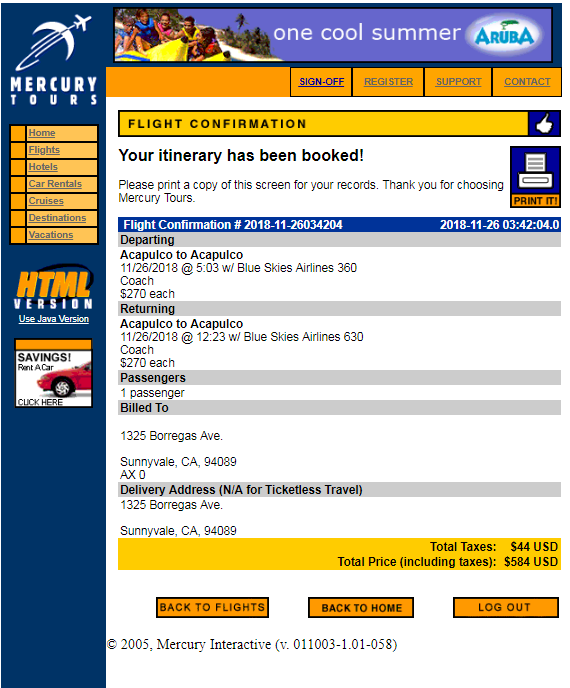 one cool summer ARUBA
MERCURY
TOURS
SIGN-OFF REGISTER SUPPORT CONTACT
Home
Flights
Hotels
Car Rentals
Cruises
Destinations
Vacations
HTML
VERSION
Use Java Version
SAVINGS!
Rent A Car
CLICK HERE
FLIGHT CONFIRMATION
Your itinerary has been booked!
Please print a copy of this screen for your records. Thank you for choosing
Mercury Tours.
PRINT IT!
Flight Confirmation # 2018-11-26034204 2018-11-26 03:42:04.0
Departing
Acapulco to Acapulco
11/26/2018 @ 5:03 w/ Blue Skies Airlines 360
Coach
$270 each
Returning
Acapulco to Acapulco
11/26/2018 @ 12:23 w/ Blue Skies Airlines 630
Coach
$270 each
Passengers
1 passenger
Billed To
1325 Borregas Ave.
Sunnyvale, CA, 94089
AX 0
Delivery Address (N/A for Ticketless Travel)
1325 Borregas Ave.
Sunnyvale, CA, 94089
Total Taxes: $44 USD
Total Price (including taxes): $584 USD
BACK TO FLIGHTS BACK TO HOME LOG OUT
© 2005, Mercury Interactive (v. 011003-1.01-058)